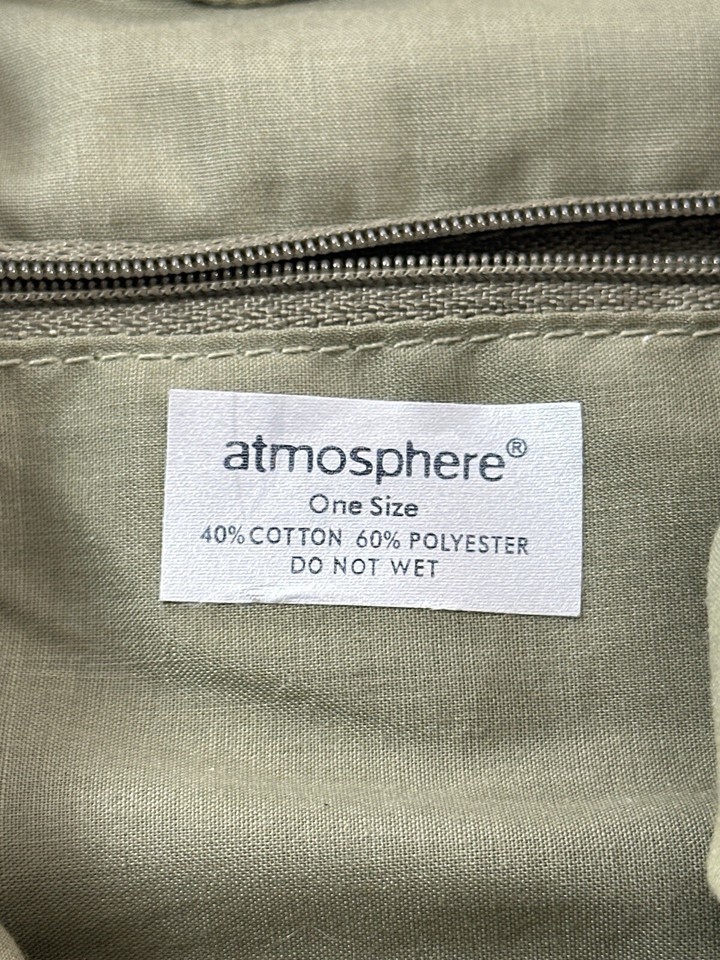 atmosphere®
One Size
40% COTTON 60% POLYESTER
DO NOT WET